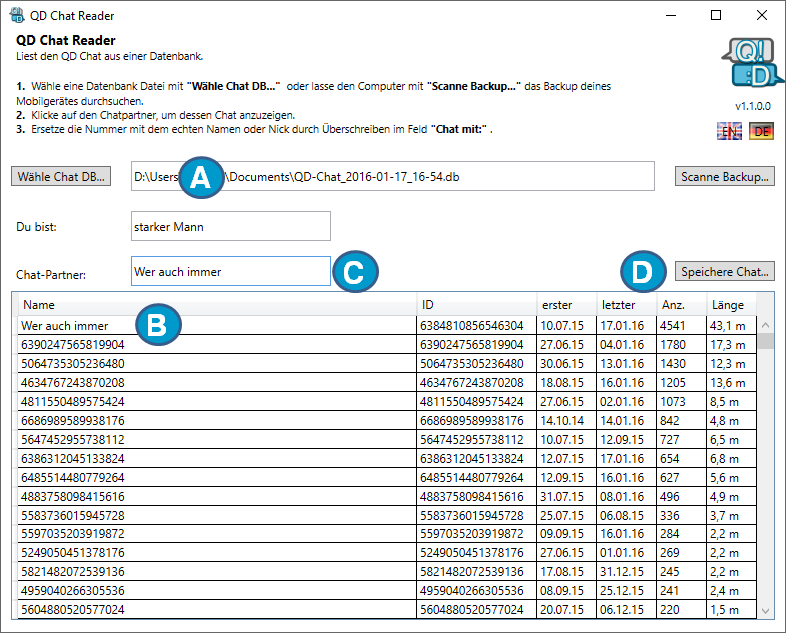 QD Chat Reader
QD Chat Reader
Liest den QD Chat aus einer Datenbank.
Q!
:D
1. Wähle eine Datenbank Datei mit "Wähle Chat DB..." oder lasse den Computer mit "Scanne Backup..." das Backup deines
Mobilgerätes durchsuchen.
2. Klicke auf den Chatpartner, um dessen Chat anzuzeigen.
3. Ersetze die Nummer mit dem echten Namen oder Nick durch Überschreiben im Feld "Chat mit:" .
v1.1.0.0
EN DE
Wähle Chat DB... D:\Users A \Documents\QD-Chat_2016-01-17_16-54.db Scanne Backup...
Du bist: starker Mann
Chat-Partner: Wer auch immer C D Speichere Chat...
Name ID erster letzter Anz. Länge
Wer auch immer B 6384810856546304 10.07.15 17.01.16 4541 43,1 m
6390247565819904 6390247565819904 27.06.15 04.01.16 1780 17,3 m
5064735305236480 5064735305236480 30.06.15 13.01.16 1430 12,3 m
4634767243870208 4634767243870208 18.08.15 16.01.16 1205 13,6 m
4811550489575424 4811550489575424 27.06.15 02.01.16 1073 8,5 m
6686989589938176 6686989589938176 14.10.14 14.01.16 842 4,8 m
5647452955738112 5647452955738112 10.07.15 12.09.15 727 6,5 m
6386312045133824 6386312045133824 12.07.15 17.01.16 654 6,8 m
6485514480779264 6485514480779264 12.09.15 16.01.16 627 5,6 m
4883758098415616 4883758098415616 31.07.15 08.01.16 496 4,9 m
5583736015945728 5583736015945728 25.07.15 06.08.15 336 3,7 m
5597035203919872 5597035203919872 09.09.15 16.01.16 284 2,2 m
5249050451378176 5249050451378176 27.06.15 01.01.16 269 2,2 m
5821482072539136 5821482072539136 17.08.15 31.12.15 245 2,2 m
4959040266305536 4959040266305536 08.09.15 25.12.15 241 2,4 m
5604880520577024 5604880520577024 20.07.15 06.12.15 220 1,5 m